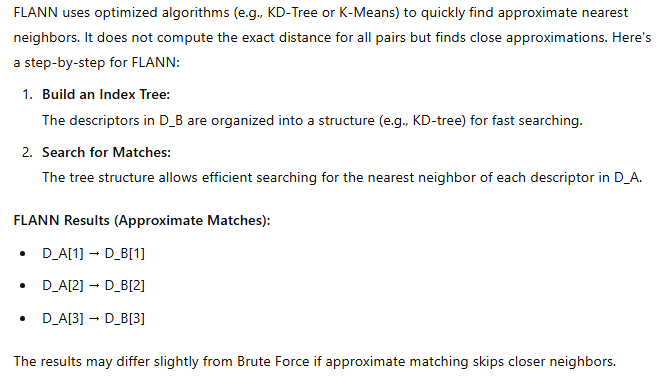 FLANN uses optimized algorithms (e.g., KD-Tree or K-Means) to quickly find approximate nearest
neighbors. It does not compute the exact distance for all pairs but finds close approximations. Here's
a step-by-step for FLANN:
1. Build an Index Tree:
The descriptors in D_B are organized into a structure (e.g., KD-tree) for fast searching.
2. Search for Matches:
The tree structure allows efficient searching for the nearest neighbor of each descriptor in D_A.
FLANN Results (Approximate Matches):
• D_A[1] → D_B[1]
• D_A[2] → D_B[2]
• D_A[3] → D_B[3]
The results may differ slightly from Brute Force if approximate matching skips closer neighbors.